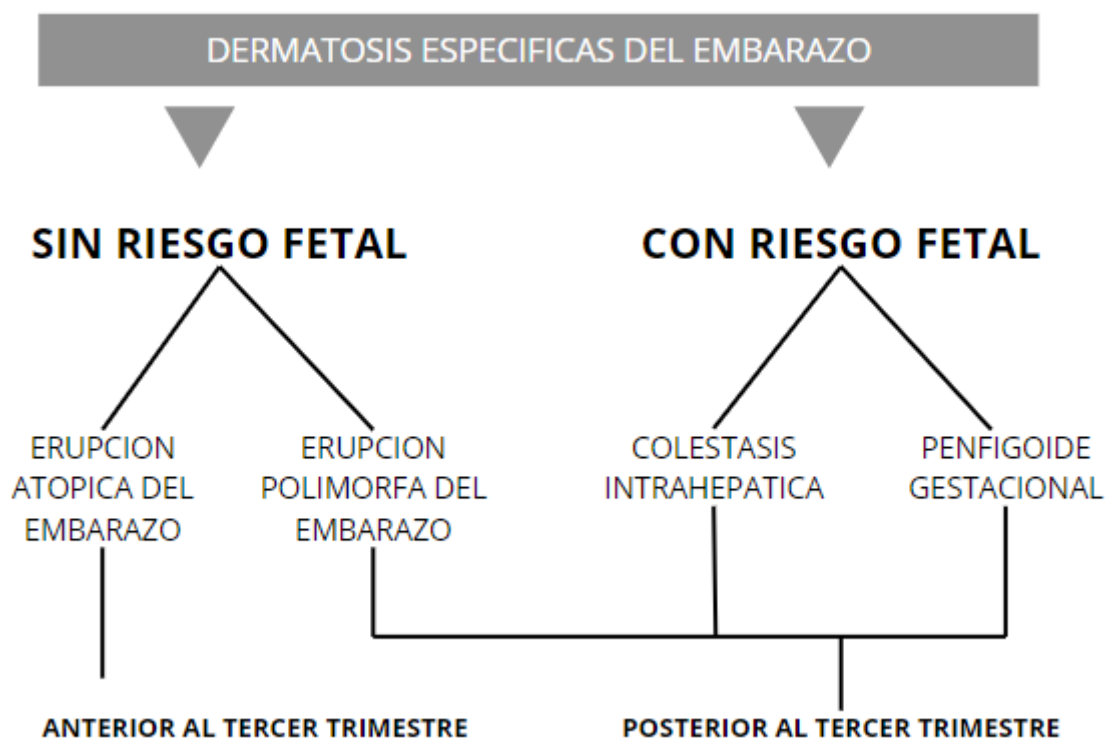 DERMATOSIS ESPECIFICAS DEL EMBARAZO
SIN RIESGO FETAL
CON RIESGO FETAL
ERUPCION
ATOPICA DEL
EMBARAZO
ERUPCION
POLIMORFA DEL
EMBARAZO
COLESTASIS
INTRAHEPATICA
PENFIGOIDE
GESTACIONAL
ANTERIOR AL TERCER TRIMESTRE
POSTERIOR AL TERCER TRIMESTRE